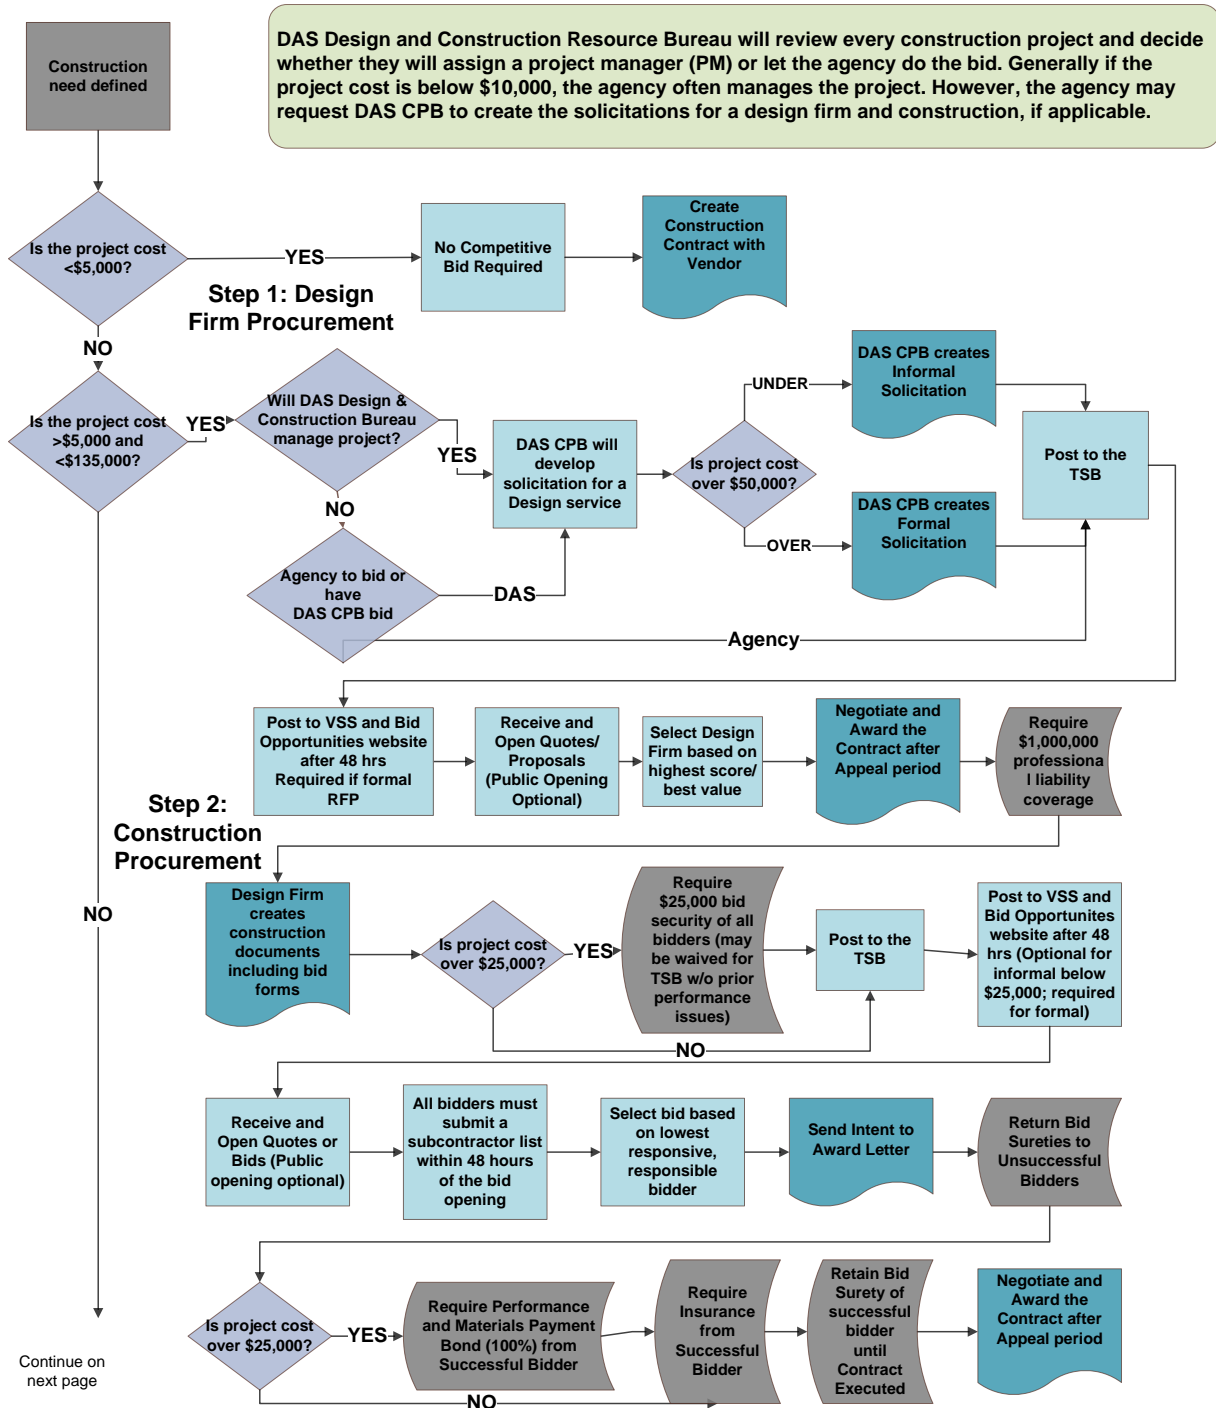 Construction
need defined
DAS Design and Construction Resource Bureau will review every construction project and decide
whether they will assign a project manager (PM) or let the agency do the bid. Generally if the
project cost is below $10,000, the agency often manages the project. However, the agency may
request DAS CPB to create the solicitations for a design firm and construction, if applicable.
Is the project cost
<$5,000?
YES
No Competitive
Bid Required
Create
Construction
Contract with
Vendor
NO
Step 1: Design
Firm Procurement
Is the project cost
>$5,000 and
<$135,000?
YES
Will DAS Design &
Construction Bureau
manage project?
YES
NO
Agency to bid or
have
DAS CPB bid
DAS
Agency
DAS CPB will
develop
solicitation for a
Design service
Is project cost
over $50,000?
UNDER
OVER
DAS CPB creates
Informal
Solicitation
DAS CPB creates
Formal
Solicitation
Post to the
TSB
Post to VSS and Bid
Opportunities website
after 48 hrs
Required if formal
RFP
Receive and
Open Quotes/
Proposals
(Public Opening
Optional)
Select Design
Firm based on
highest score/
best value
Negotiate and
Award the
Contract after
Appeal period
Require
$1,000,000
professiona
l liability
coverage
Step 2:
Construction
Procurement
NO
Design Firm
creates
construction
documents
including bid
forms
Is project cost
over $25,000?
YES
NO
Require
$25,000 bid
security of all
bidders (may
be waived for
TSB w/o prior
performance
issues)
Post to the
TSB
Post to VSS and
Bid Opportunites
website after 48
hrs (Optional for
informal below
$25,000; required
for formal)
Receive and
Open Quotes or
Bids (Public
opening optional)
All bidders must
submit a
subcontractor list
within 48 hours
of the bid
opening
Select bid based
on lowest
responsive,
responsible
bidder
Send Intent to
Award Letter
Return Bid
Sureties to
Unsuccessful
Bidders
Is project cost
over $25,000?
YES
NO
Require Performance
and Materials Payment
Bond (100%) from
Successful Bidder
Require
Insurance
from
Successful
Bidder
Retain Bid
Surety of
successful
bidder
until
Contract
Executed
Negotiate and
Award the
Contract after
Appeal period
Continue on
next page